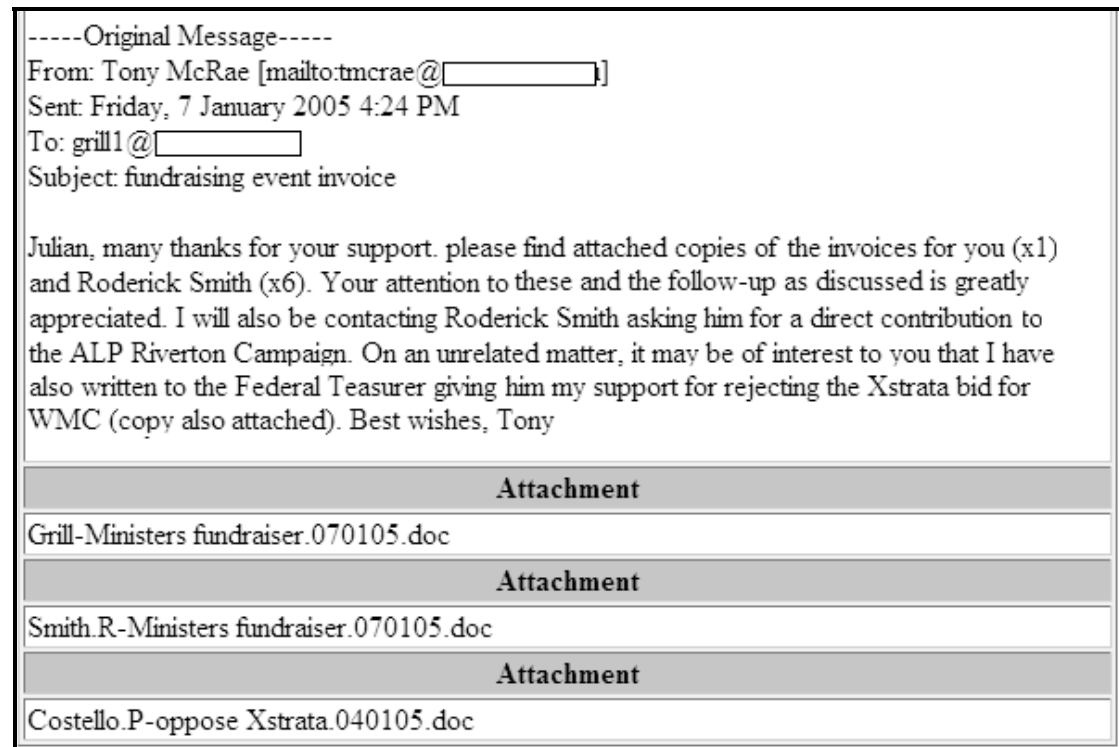 -----Original Message-----
From: Tony McRae [mailto:tmcrae@ ]
Sent: Friday, 7 January 2005 4:24 PM
To: grill1@
Subject: fundraising event invoice
Julian, many thanks for your support. please find attached copies of the invoices for you (x1)
and Roderick Smith (x6). Your attention to these and the follow-up as discussed is greatly
appreciated. I will also be contacting Roderick Smith asking him for a direct contribution to
the ALP Riverton Campaign. On an unrelated matter, it may be of interest to you that I have
also written to the Federal Teasurer giving him my support for rejecting the Xstrata bid for
WMC (copy also attached). Best wishes, Tony
Attachment
Grill-Ministers fundraiser.070105.doc
Attachment
Smith.R-Ministers fundraiser.070105.doc
Attachment
Costello.P-oppose Xstrata.040105.doc